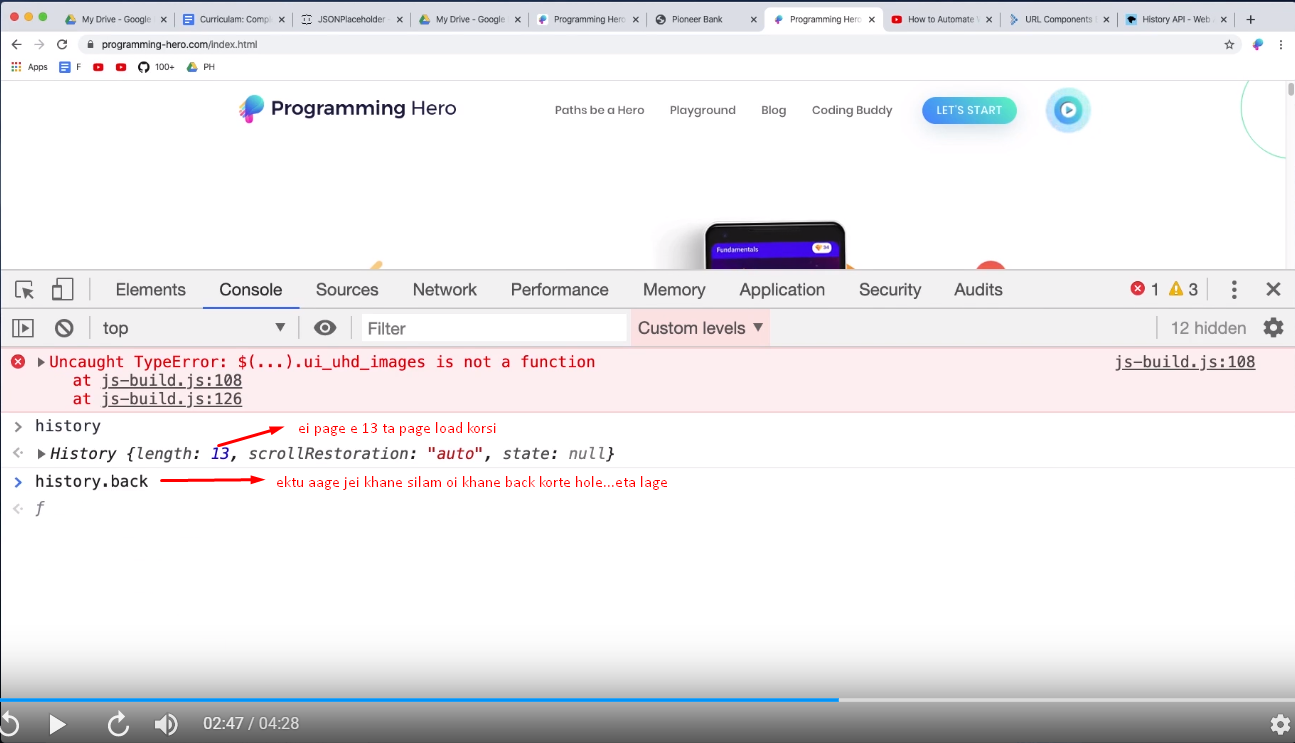 My Drive - Google
Curriculam: Compl
JSONPlaceholder -
My Drive - Google
Programming Hero
Pioneer Bank
Programming Hero
How to Automate W
URL Components
History API - Web
programming-hero.com/index.html
Apps F 100+ PH
Programming Hero
Paths be a Hero Playground Blog Coding Buddy LET'S START
Fundamentals 34
Elements Console Sources Network Performance Memory Application Security Audits 1 3
top Filter Custom levels 12 hidden
Uncaught TypeError: $(...).ui_uhd_images is not a function js-build.js:108
at js-build.js:108
at js-build.js:126
history
ei page e 13 ta page load korsi
History {length: 13, scrollRestoration: "auto", state: null}
history.back
ektu aage jei khane silam oi khane back korte hole...eta lage
f
02:47 / 04:28